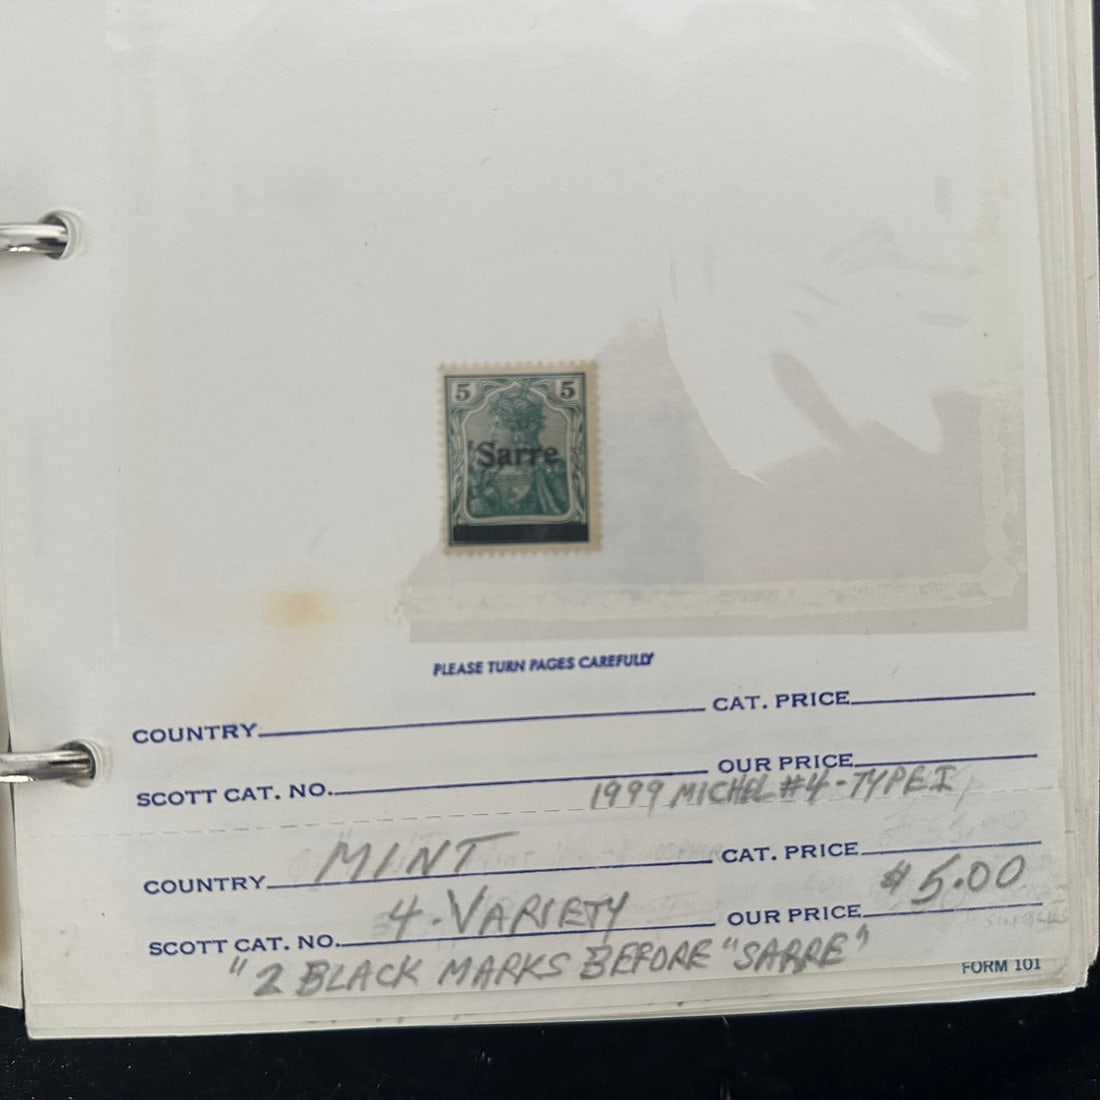 5 5
'Sarre
PLEASE TURN PAGES CAREFULLY
COUNTRY CAT. PRICE
SCOTT CAT. NO. OUR PRICE
1999 MICHEL #4 - TYPE I
COUNTRY MINT CAT. PRICE
$5.00
SCOTT CAT. NO. 4 - VARIETY OUR PRICE
"2 BLACK MARKS BEFORE "SARRE"
FORM 101